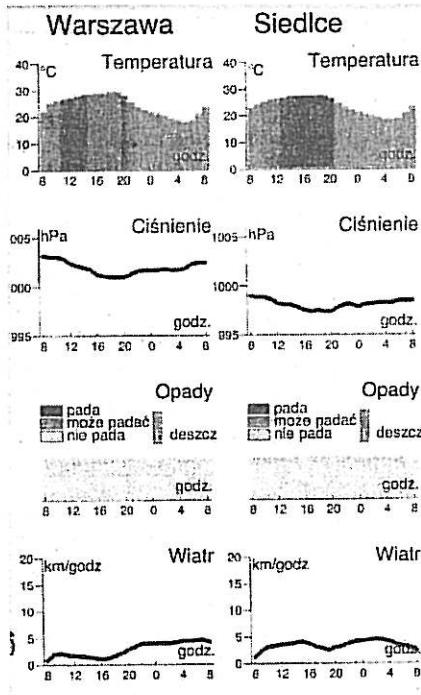 Warszawa Siedlce
Temperatura Temperatura
40 °C 40 °C
30 30
20 20
10 10
0 0
godz. godz.
8 12 16 20 0 4 8 8 12 16 20 0 4 8
Ciśnienie Ciśnienie
005 hPa 1005 hPa
000 1000
995 995
godz. godz.
8 12 16 20 0 4 8 8 12 16 20 0 4 8
Opady Opady
pada pada
może padać może padać
nie pada nie pada
deszcz deszcz
godz. godz.
8 12 16 20 0 4 8 8 12 16 20 0 4 8
Wiatr Wiatr
20 km/godz 20 km/godz
15 15
10 10
5 5
0 0
godz. godz.
8 12 16 20 0 4 8 8 12 16 20 0 4 8